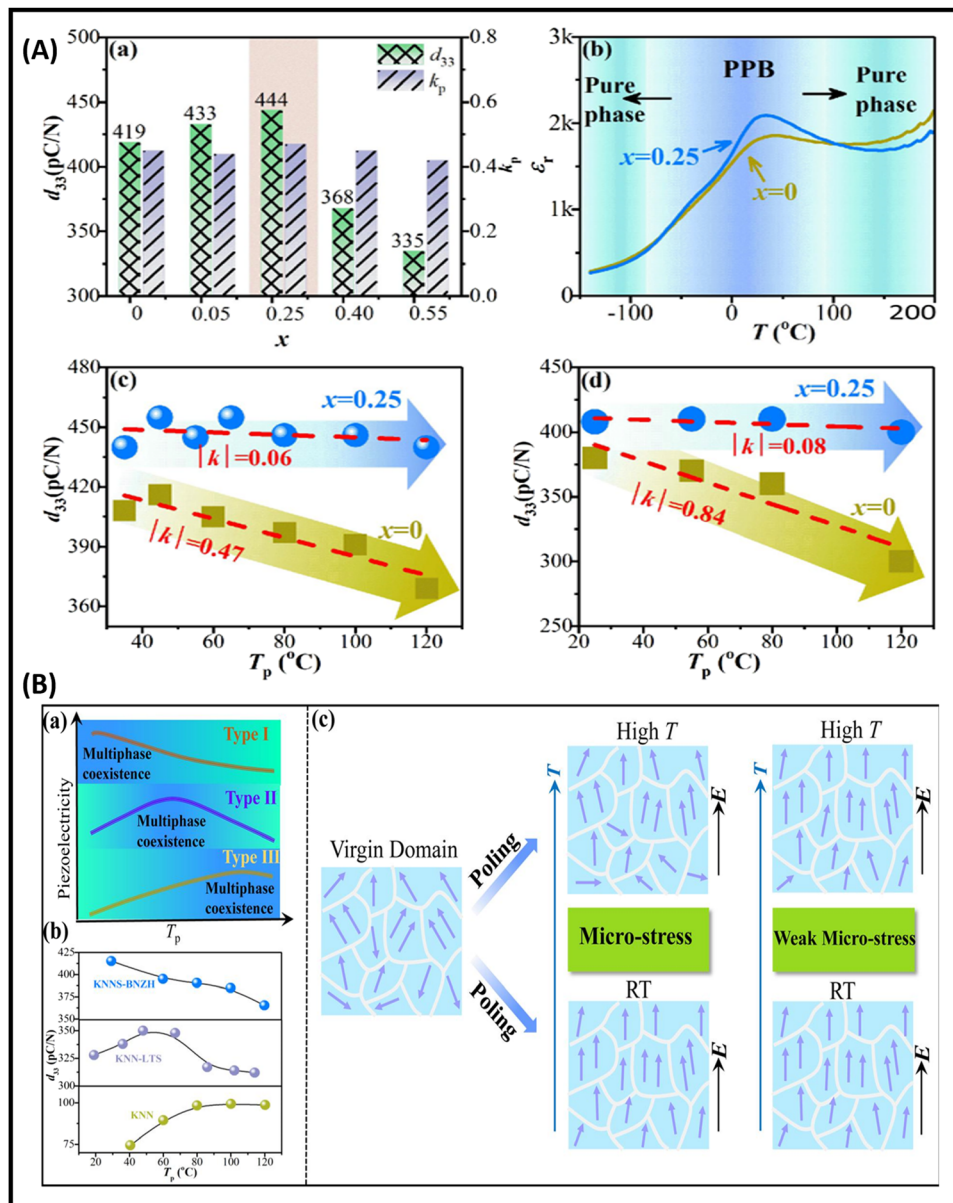 (A)
(a)
d33
kp
419
433
444
368
335
500
450
400
350
300
d33(pC/N)
0.8
0.6
0.4
0.2
0.0
kp
0
0.05
0.25
0.40
0.55
x
(b)
PPB
Pure
phase
Pure
phase
x=0.25
x=0
3k
2k
1k
0
εr
-100
0
100
200
T (°C)
(c)
x=0.25
|k|=0.06
x=0
|k|=0.47
480
450
420
390
360
d33(pC/N)
40
60
80
100
120
Tp (°C)
(d)
x=0.25
|k|=0.08
x=0
|k|=0.84
450
400
350
300
250
d33(pC/N)
20
40
60
80
100
120
Tp (°C)
(B)
(a)
Type I
Multiphase
coexistence
Type II
Multiphase
coexistence
Type III
Multiphase
coexistence
Piezoelectricity
Tp
(b)
425
400
375
350
KNNS-BNZH
350
325
300
KNN-LTS
100
75
KNN
d33 (pC/N)
20
40
60
80
100
120
Tp (°C)
(c)
Virgin Domain
Poling
Poling
High T
T
E
Micro-stress
RT
E
High T
T
E
Weak Micro-stress
RT
E